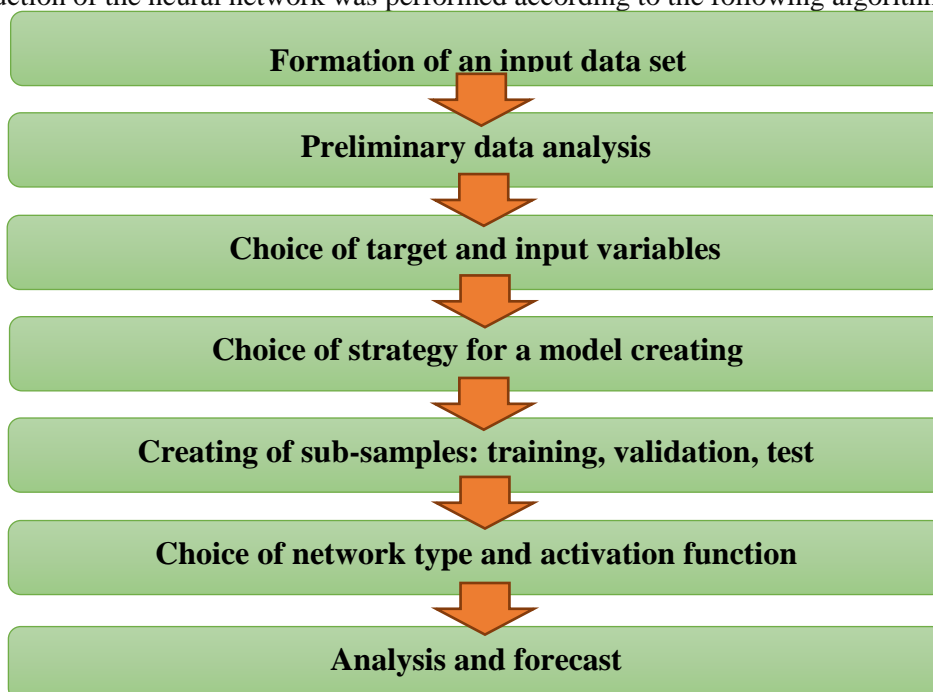 uction of the neural network was performed according to the following algorithm
Formation of an input data set
Preliminary data analysis
Choice of target and input variables
Choice of strategy for a model creating
Creating of sub-samples: training, validation, test
Choice of network type and activation function
Analysis and forecast